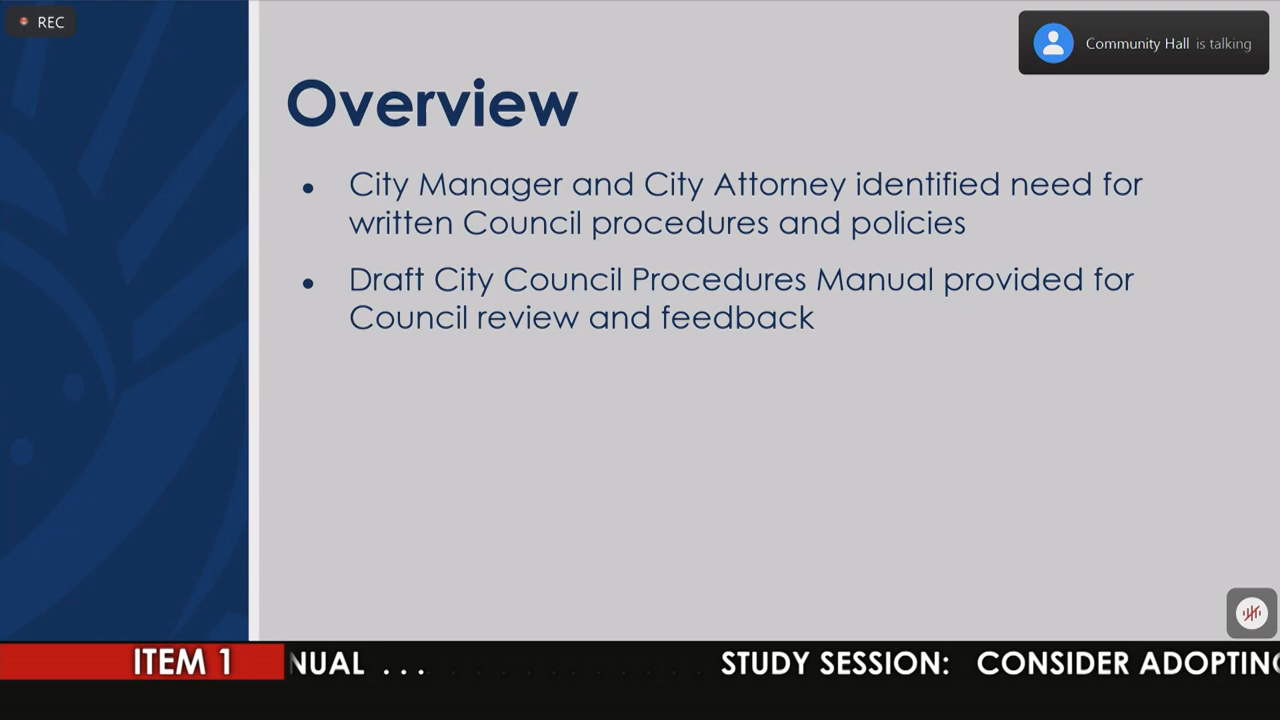 REC
Community Hall is talking
Overview
• City Manager and City Attorney identified need for
written Council procedures and policies
• Draft City Council Procedures Manual provided for
Council review and feedback
ITEM 1 NUAL ... STUDY SESSION: CONSIDER ADOPTING